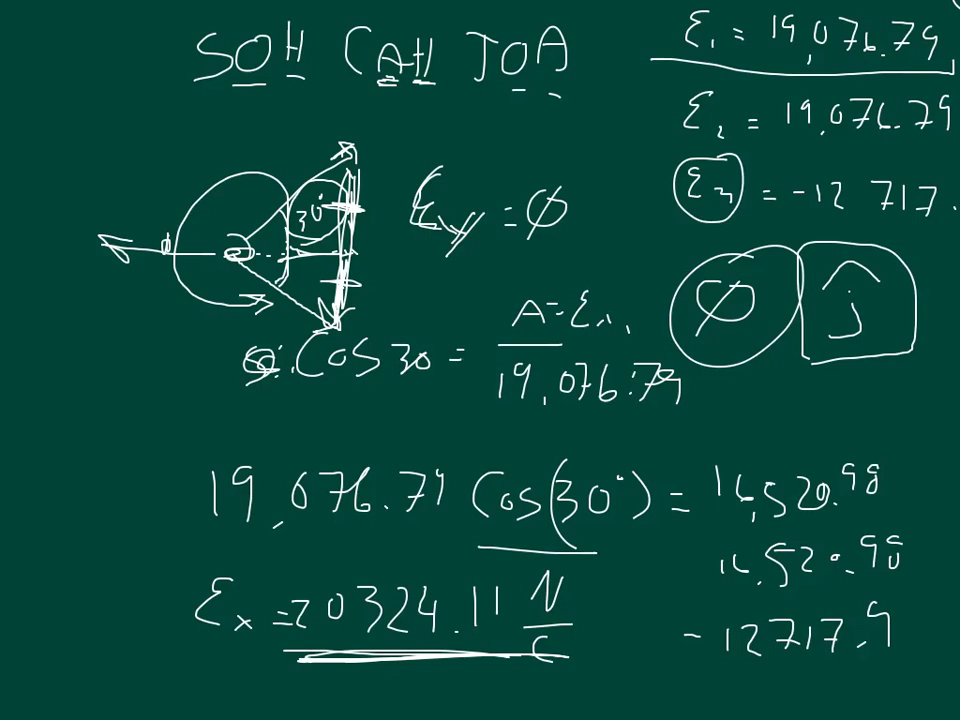 SOH CAH TOA
E₁ = 19,076.79
E₂ = 19,076.79
E₃ = -12 717.
30°
Ey = ϕ
ϕ ĵ
Cos 30 = A=Ex₁
19,076.79
19,076.79 Cos(30°) = 16,520.98
16,520.98
-12717.9
Ex = 20324.11 N/C